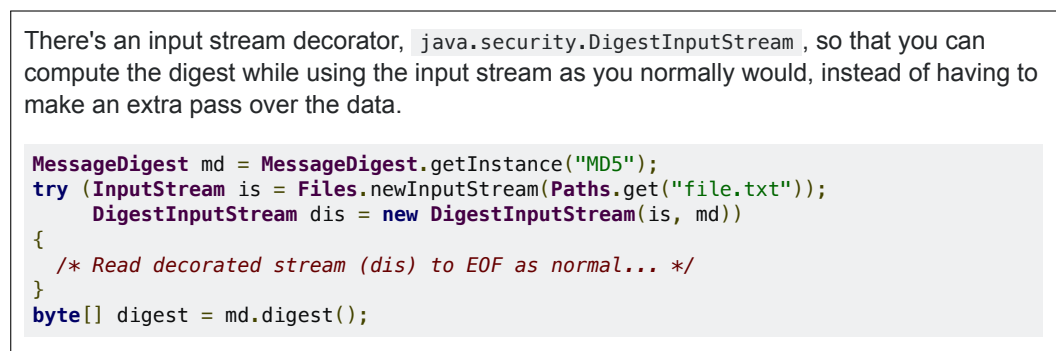 There's an input stream decorator, java.security.DigestInputStream , so that you can
compute the digest while using the input stream as you normally would, instead of having to
make an extra pass over the data.
MessageDigest md = MessageDigest.getInstance("MD5");
try (InputStream is = Files.newInputStream(Paths.get("file.txt"));
     DigestInputStream dis = new DigestInputStream(is, md))
{
  /* Read decorated stream (dis) to EOF as normal... */
}
byte[] digest = md.digest();